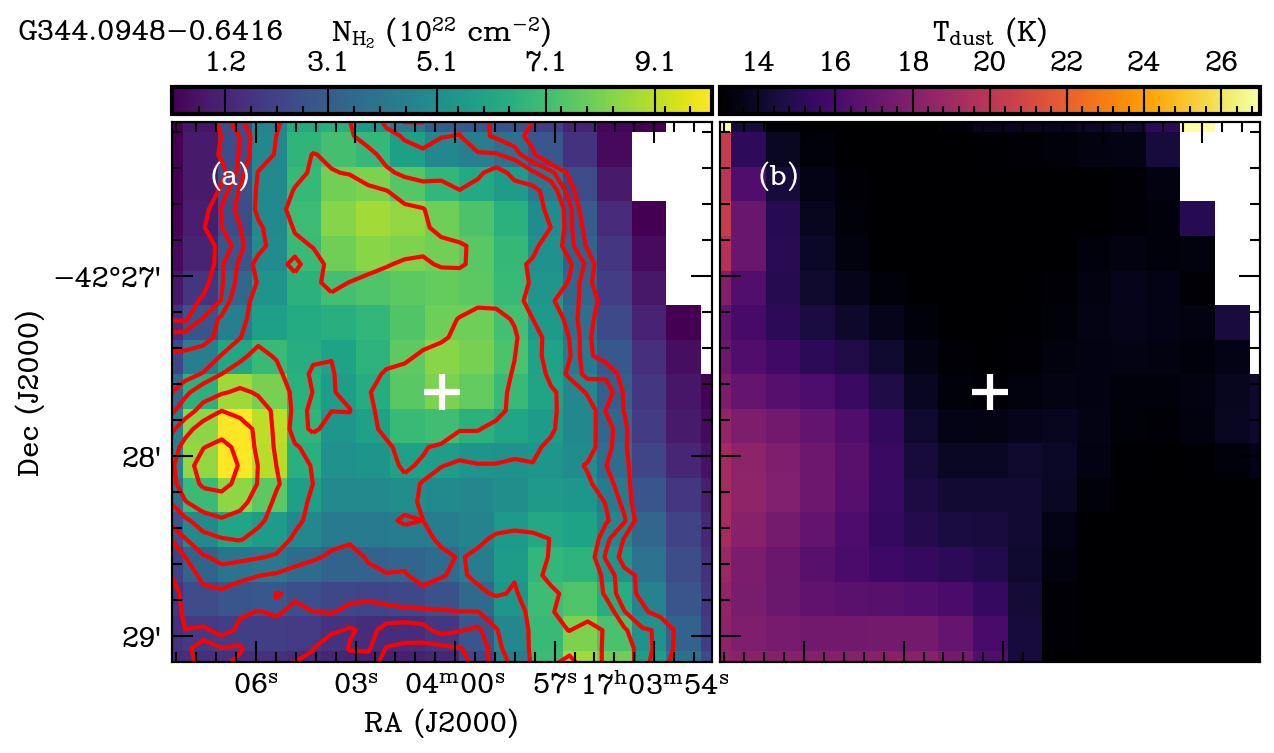 G344.0948−0.6416 N_H₂ (10²² cm⁻²) T_dust (K)
1.2 3.1 5.1 7.1 9.1 14 16 18 20 22 24 26
(a) (b)
−42°27'
28'
29'
Dec (J2000)
06ˢ 03ˢ 04ᵐ00ˢ 57ˢ 17ʰ03ᵐ54ˢ
RA (J2000)